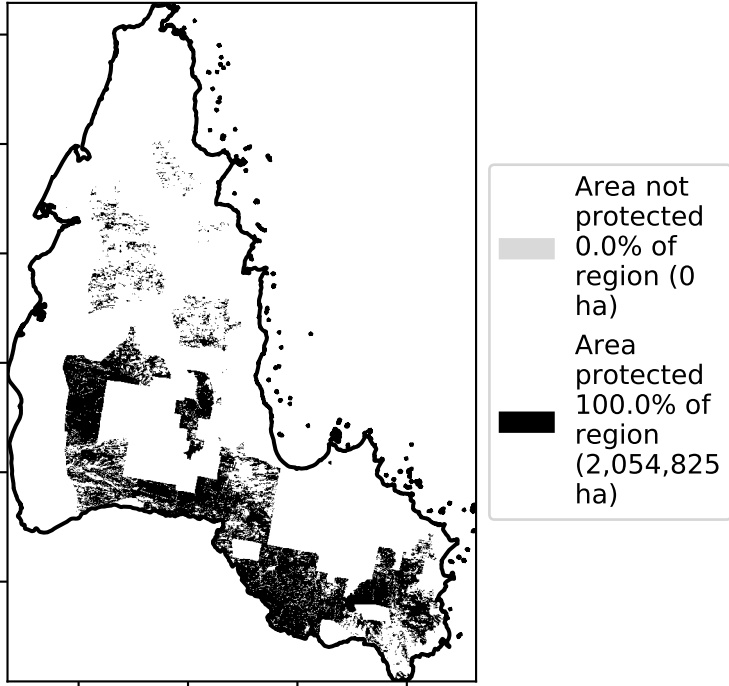 Area not
protected
0.0% of
region (0
ha)
Area
protected
100.0% of
region
(2,054,825
ha)